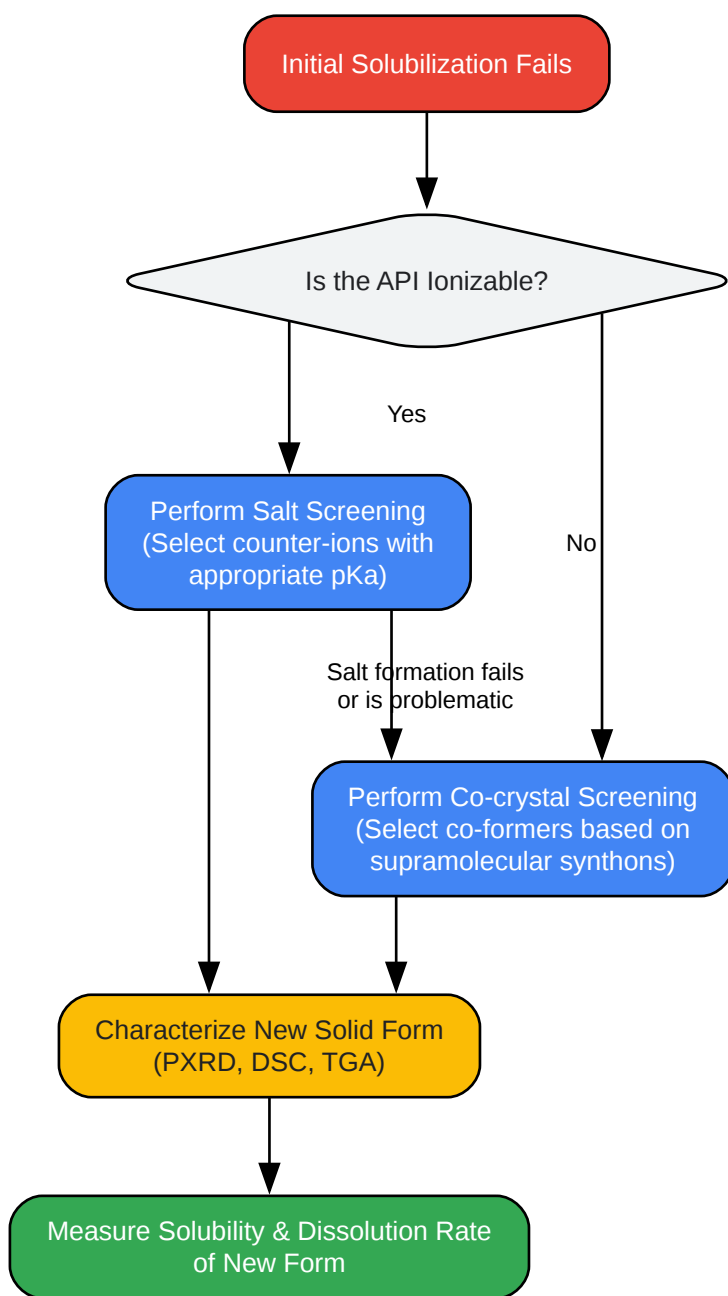 Initial Solubilization Fails
Is the API Ionizable?
Yes
Perform Salt Screening
(Select counter-ions with
appropriate pKa)
No
Salt formation fails
or is problematic
Perform Co-crystal Screening
(Select co-formers based on
supramolecular synthons)
Characterize New Solid Form
(PXRD, DSC, TGA)
Measure Solubility & Dissolution Rate
of New Form